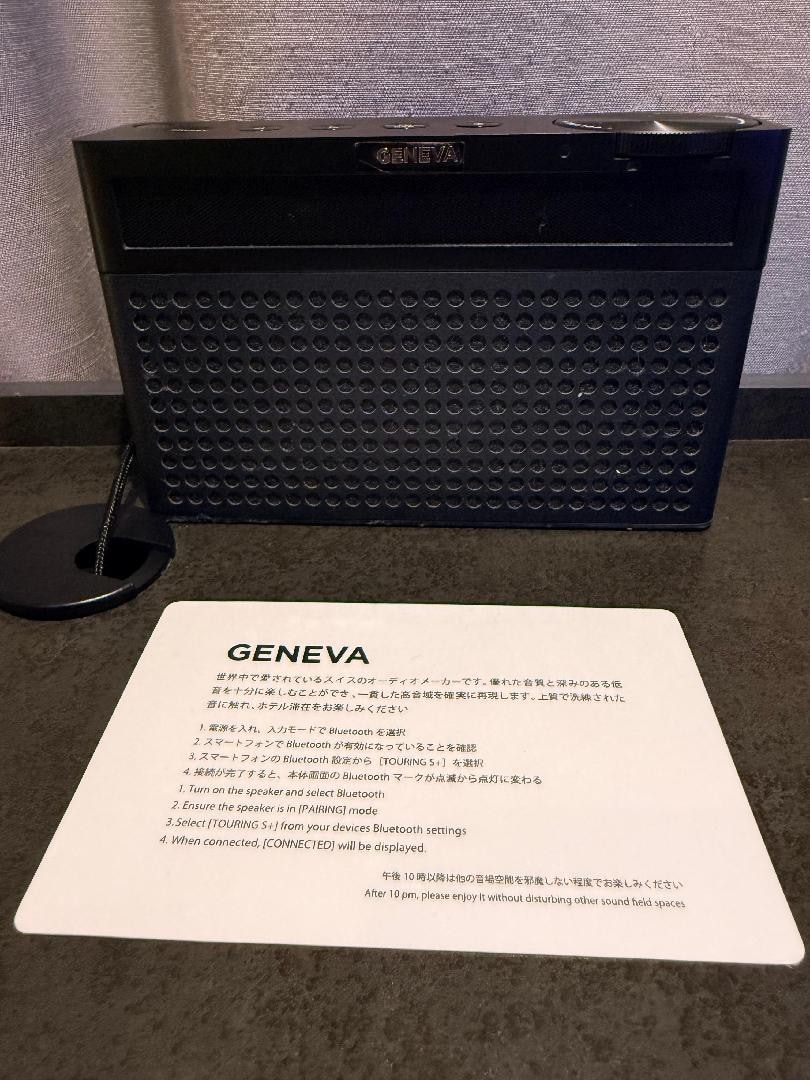 GENEVA
GENEVA
世界中で愛されているスイスのオーディオメーカーです。優れた音質と深みのある低
音を十分に楽しむことができ、一貫した高音域を確実に再現します。上質で洗練された
音に触れ、ホテル滞在をお楽しみください
1. 電源を入れ、入力モードで Bluetooth を選択
2. スマートフォンで Bluetooth が有効になっていることを確認
3. スマートフォンの Bluetooth 設定から［TOURING S+］を選択
4. 接続が完了すると、本体画面の Bluetooth マークが点滅から点灯に変わる
1. Turn on the speaker and select Bluetooth
2. Ensure the speaker is in [PAIRING] mode
3.Select [TOURING S+] from your devices Bluetooth settings
4. When connected, [CONNECTED] will be displayed.
午後 10 時以降は他の音場空間を邪魔しない程度でお楽しみください
After 10 pm, please enjoy it without disturbing other sound field spaces